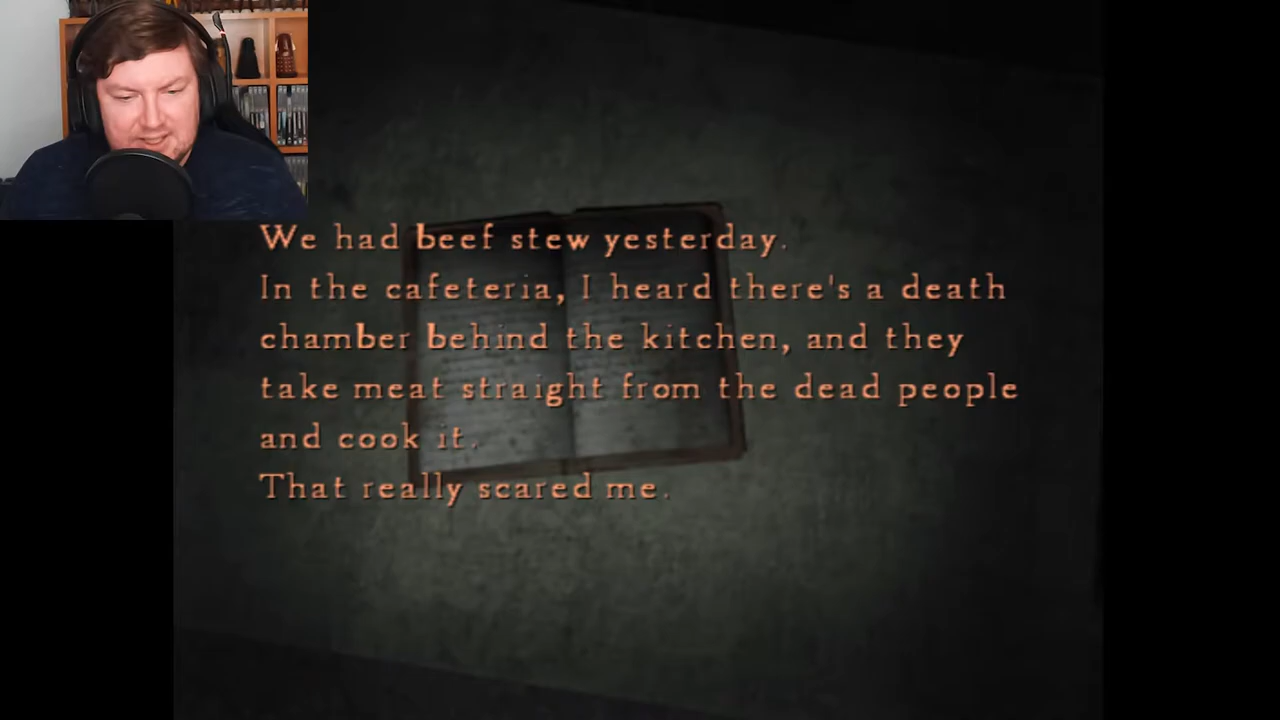 We had beef stew yesterday.
In the cafeteria, I heard there's a death
chamber behind the kitchen, and they
take meat straight from the dead people
and cook it.
That really scared me.